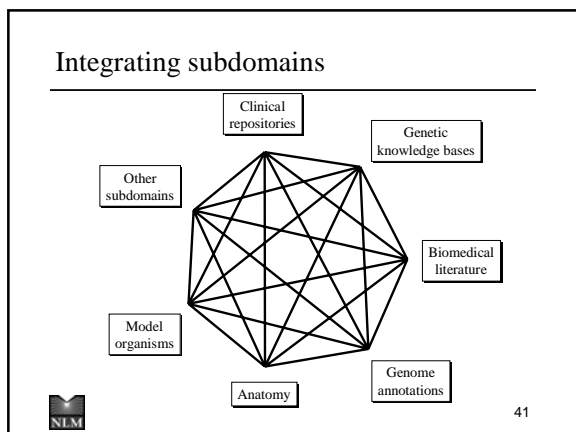 Integrating subdomains
Clinical
repositories
Genetic
knowledge bases
Other
subdomains
Biomedical
literature
Model
organisms
Genome
annotations
Anatomy
NLM
41